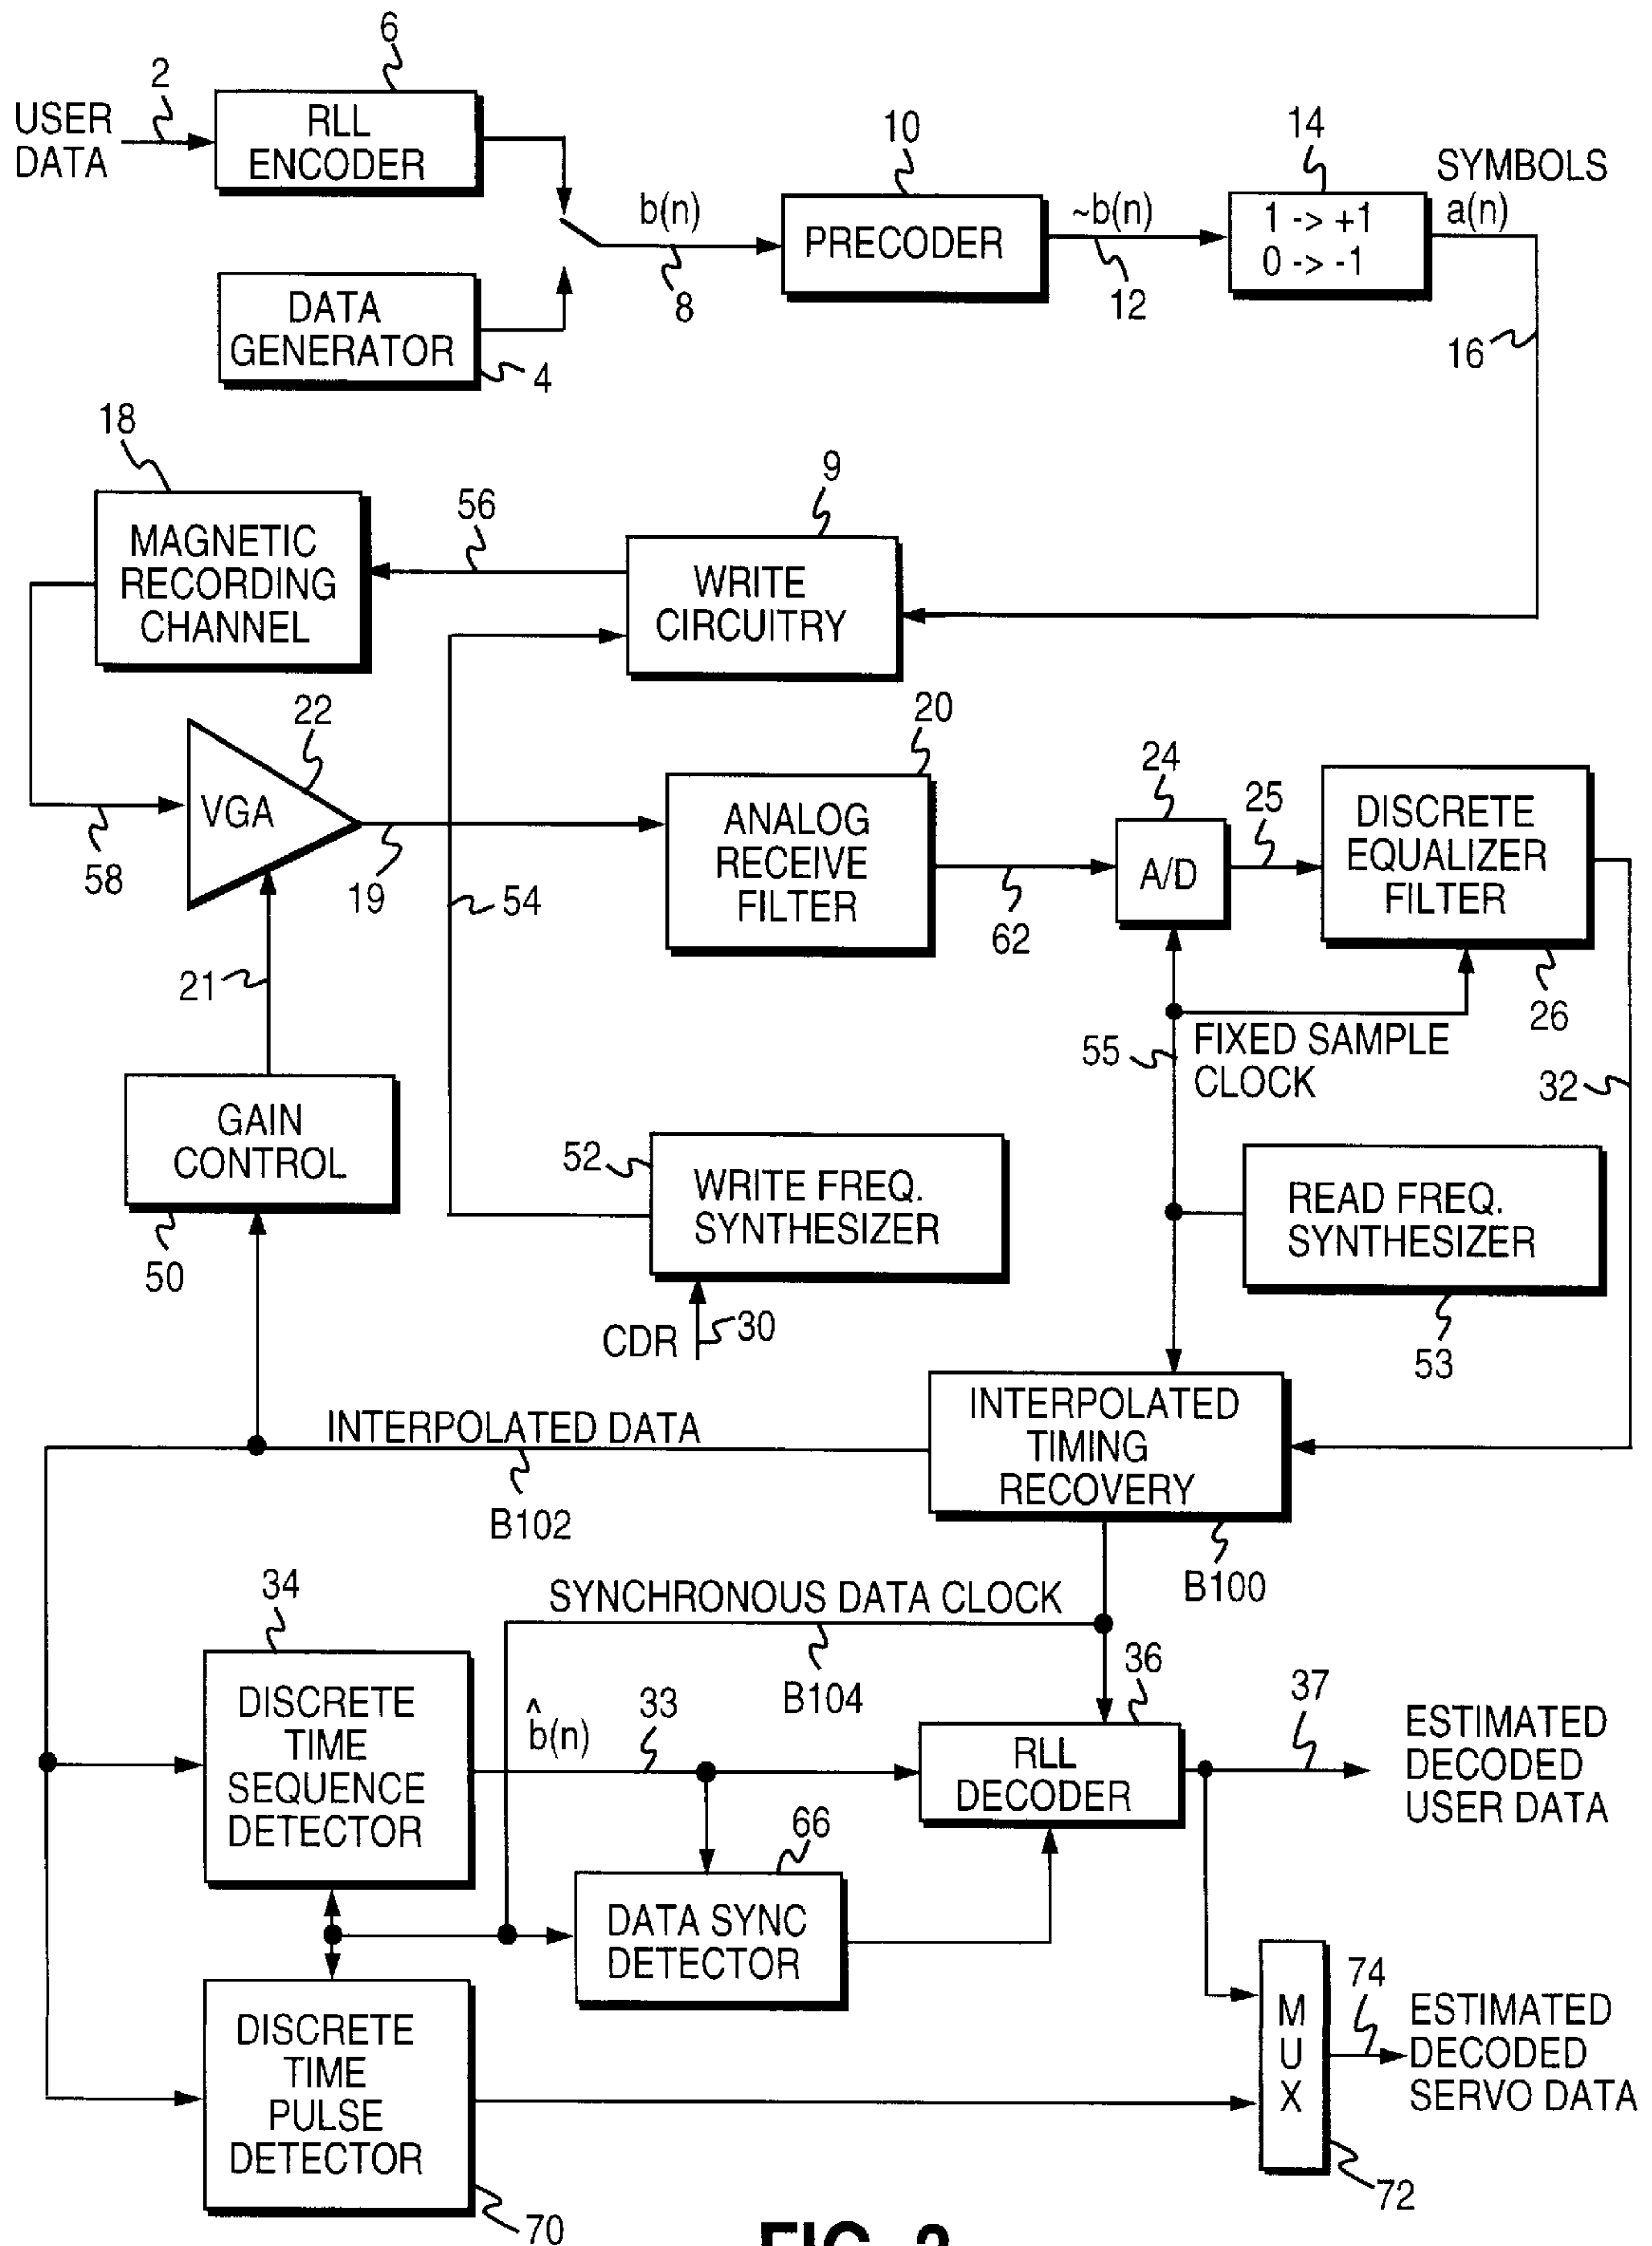 6
2
USER
DATA
RLL
ENCODER
10
14
SYMBOLS
b(n)
PRECODER
~b(n)
1 -> +1
0 -> -1
a(n)
8
12
16
DATA
GENERATOR
4
18
9
56
MAGNETIC
RECORDING
CHANNEL
WRITE
CIRCUITRY
22
20
24
25
VGA
ANALOG
RECEIVE
FILTER
A/D
DISCRETE
EQUALIZER
FILTER
58
19
54
62
21
26
55
FIXED SAMPLE
CLOCK
32
GAIN
CONTROL
52
WRITE FREQ.
SYNTHESIZER
READ FREQ.
SYNTHESIZER
50
CDR
30
53
INTERPOLATED DATA
INTERPOLATED
TIMING
RECOVERY
B102
B100
34
SYNCHRONOUS DATA CLOCK
B104
36
37
DISCRETE
TIME
SEQUENCE
DETECTOR
b̂(n)
33
RLL
DECODER
ESTIMATED
DECODED
USER DATA
66
DATA SYNC
DETECTOR
DISCRETE
TIME
PULSE
DETECTOR
MUX
74
ESTIMATED
DECODED
SERVO DATA
72
70